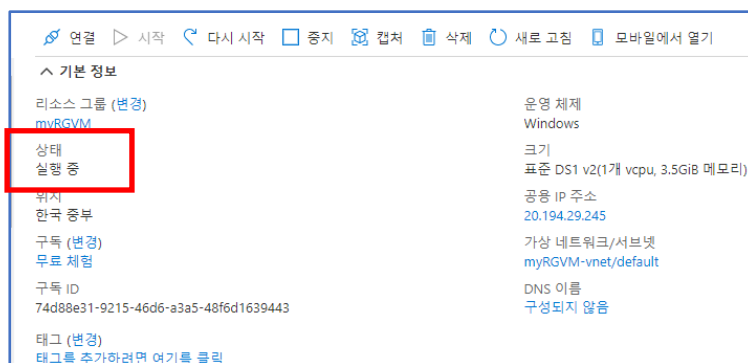 연결 시작 다시 시작 중지 캡처 삭제 새로 고침 모바일에서 열기
기본 정보
리소스 그룹 (변경)
myRGVM
상태
실행 중
위치
한국 중부
구독 (변경)
무료 체험
구독 ID
74d88e31-9215-46d6-a3a5-48f6d1639443
태그 (변경)
태그를 추가하려면 여기를 클릭
운영 체제
Windows
크기
표준 DS1 v2(1개 vcpu, 3.5GiB 메모리)
공용 IP 주소
20.194.29.245
가상 네트워크/서브넷
myRGVM-vnet/default
DNS 이름
구성되지 않음